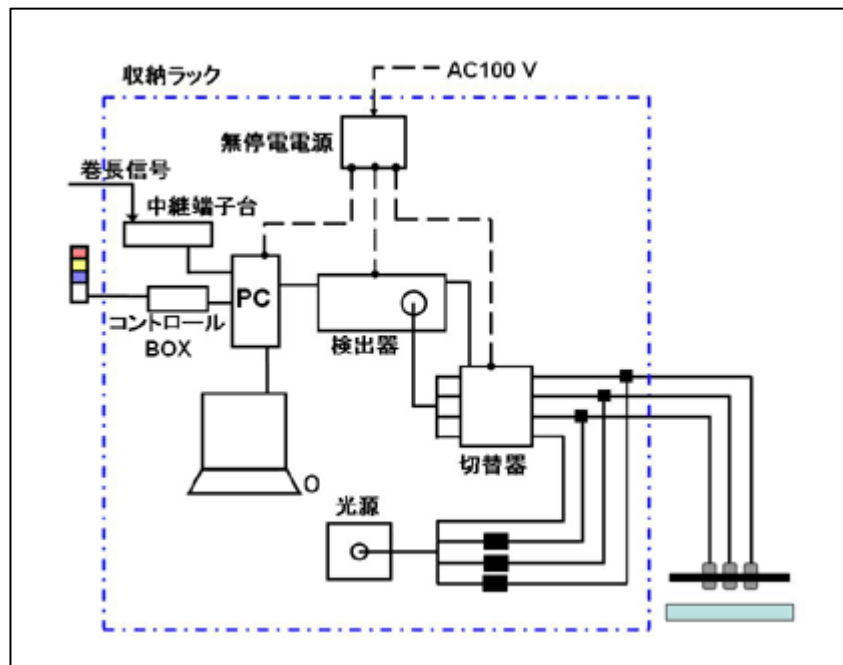 収納ラック
AC100 V
無停電電源
巻長信号
中継端子台
PC
コントロール
BOX
検出器
切替器
光源